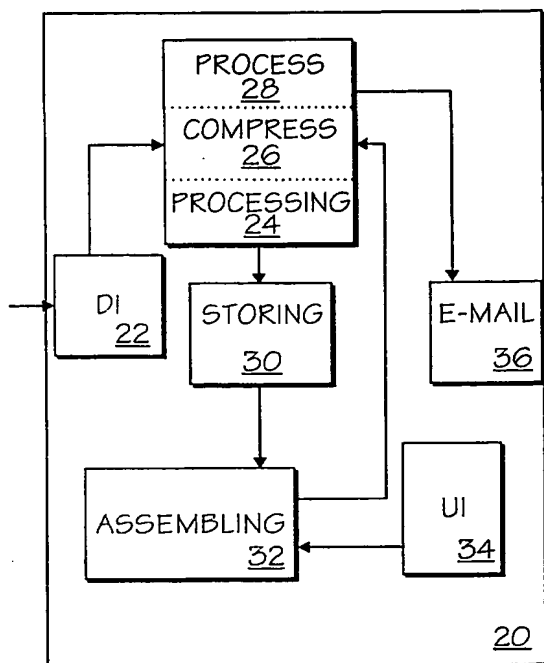 PROCESS
28
COMPRESS
26
PROCESSING
24
DI
22
STORING
30
E-MAIL
36
ASSEMBLING
32
UI
34
20